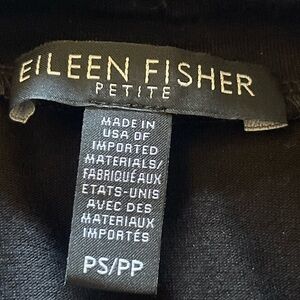 EILEEN FISHER
PETITE
MADE IN
USA OF
IMPORTED
MATERIALS/
FABRIQUÉ AUX
ETATS-UNIS
AVEC DES
MATERIAUX
IMPORTÉS
PS/PP